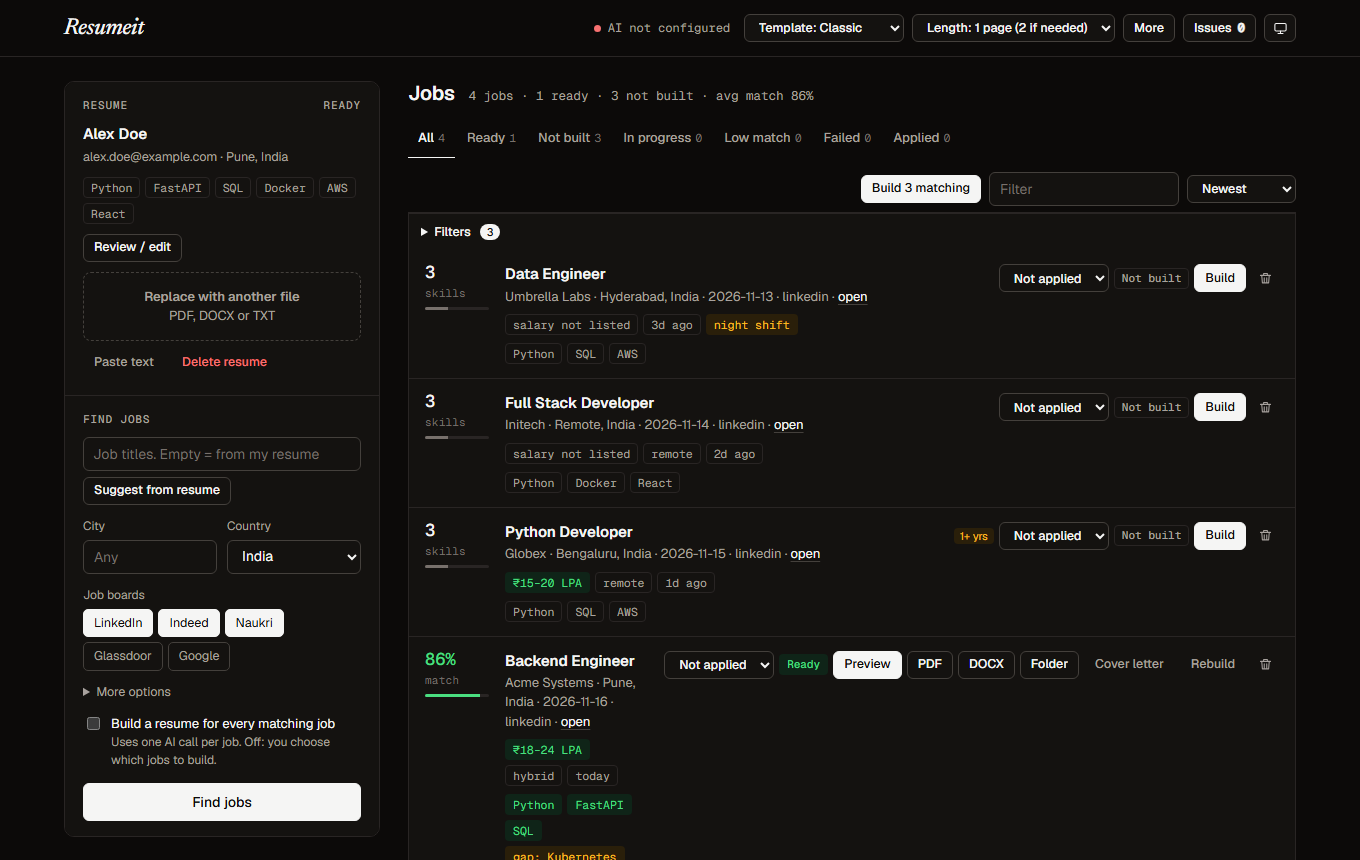 Resumeit
AI not configured
Template: Classic
Length: 1 page (2 if needed)
More
Issues 0
RESUME
READY
Alex Doe
alex.doe@example.com · Pune, India
Python FastAPI SQL Docker AWS
React
Review / edit
Replace with another file
PDF, DOCX or TXT
Paste text
Delete resume
FIND JOBS
Job titles. Empty = from my resume
Suggest from resume
City
Country
Any
India
Job boards
LinkedIn Indeed Naukri
Glassdoor Google
More options
Build a resume for every matching job
Uses one AI call per job. Off: you choose
which jobs to build.
Find jobs
Jobs 4 jobs · 1 ready · 3 not built · avg match 86%
All 4 Ready 1 Not built 3 In progress 0 Low match 0 Failed 0 Applied 0
Build 3 matching
Filter
Newest
Filters 3
3
skills
Data Engineer
Umbrella Labs · Hyderabad, India · 2026-11-13 · linkedin · open
salary not listed 3d ago night shift
Python SQL AWS
Not applied
Not built
Build
3
skills
Full Stack Developer
Initech · Remote, India · 2026-11-14 · linkedin · open
salary not listed remote 2d ago
Python Docker React
Not applied
Not built
Build
3
skills
Python Developer
Globex · Bengaluru, India · 2026-11-15 · linkedin · open
₹15-20 LPA remote 1d ago
Python SQL AWS
1+ yrs
Not applied
Not built
Build
86%
match
Backend Engineer
Acme Systems · Pune,
India · 2026-11-16 ·
linkedin · open
₹18-24 LPA
hybrid today
Python FastAPI
SQL
gap: Kubernetes
Not applied
Ready
Preview
PDF
DOCX
Folder
Cover letter
Rebuild